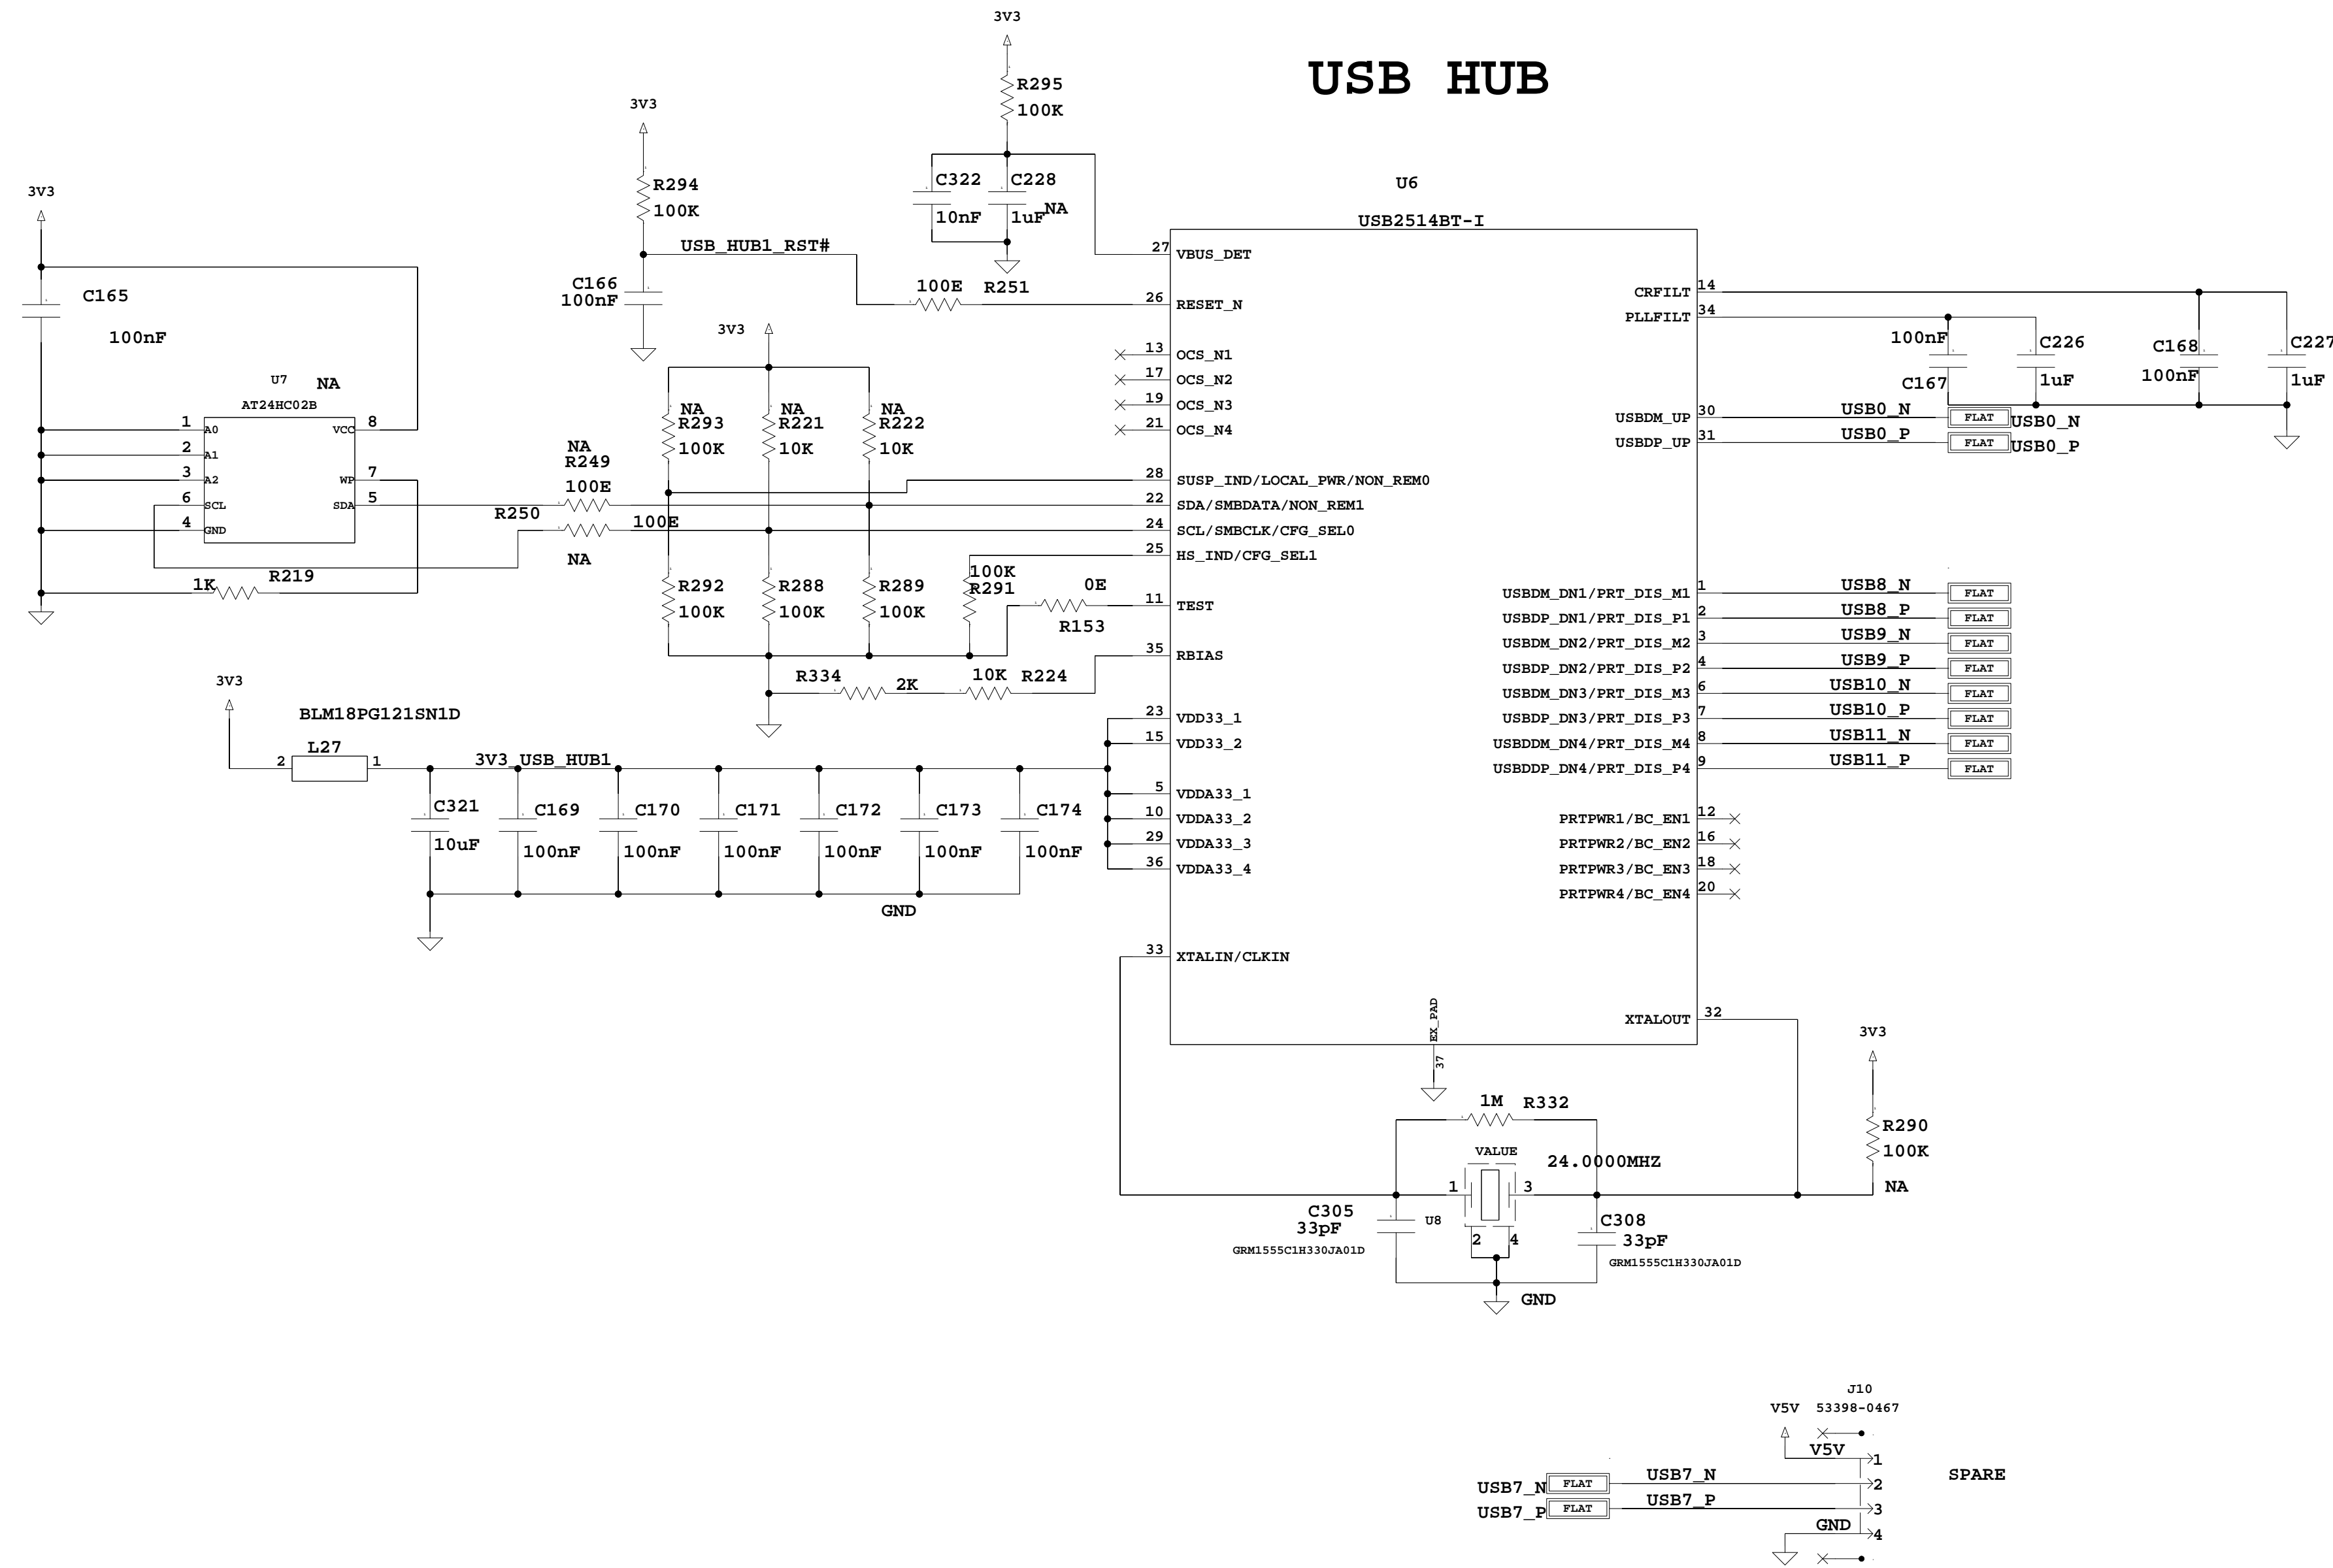 USB HUB
3V3
R295
100K
C322
10nF
C228
1uF
NA
3V3
R294
100K
USB_HUB1_RST#
C166
100nF
100E
R251
3V3
C165
100nF
U7
NA
AT24HC02B
1
A0
2
A1
3
A2
6
SCL
4
GND
VCC
8
WP
7
SDA
5
1K
R219
3V3
NA
R293
100K
NA
R221
10K
NA
R222
10K
NA
R249
100E
R250
100E
NA
R292
100K
R288
100K
R289
100K
100K
R291
0E
R153
R334
2K
10K
R224
3V3
BLM18PG121SN1D
L27
2
1
3V3_USB_HUB1
C321
10uF
C169
100nF
C170
100nF
C171
100nF
C172
100nF
C173
100nF
C174
100nF
GND
U6
USB2514BT-I
27
VBUS_DET
26
RESET_N
13
OCS_N1
17
OCS_N2
19
OCS_N3
21
OCS_N4
28
SUSP_IND/LOCAL_PWR/NON_REM0
22
SDA/SMBDATA/NON_REM1
24
SCL/SMBCLK/CFG_SEL0
25
HS_IND/CFG_SEL1
11
TEST
35
RBIAS
23
VDD33_1
15
VDD33_2
5
VDDA33_1
10
VDDA33_2
29
VDDA33_3
36
VDDA33_4
33
XTALIN/CLKIN
EX_PAD
37
CRFILT
14
PLLFILT
34
USBDM_UP
30
USB0_N
FLAT
USB0_N
USBDP_UP
31
USB0_P
FLAT
USB0_P
100nF
C167
C226
1uF
C168
100nF
C227
1uF
USBDM_DN1/PRT_DIS_M1
1
USB8_N
FLAT
USBDP_DN1/PRT_DIS_P1
2
USB8_P
FLAT
USBDM_DN2/PRT_DIS_M2
3
USB9_N
FLAT
USBDP_DN2/PRT_DIS_P2
4
USB9_P
FLAT
USBDM_DN3/PRT_DIS_M3
6
USB10_N
FLAT
USBDP_DN3/PRT_DIS_P3
7
USB10_P
FLAT
USBDDM_DN4/PRT_DIS_M4
8
USB11_N
FLAT
USBDDP_DN4/PRT_DIS_P4
9
USB11_P
FLAT
PRTPWR1/BC_EN1
12
PRTPWR2/BC_EN2
16
PRTPWR3/BC_EN3
18
PRTPWR4/BC_EN4
20
XTALOUT
32
3V3
R290
100K
NA
1M
R332
VALUE
24.0000MHZ
1
3
2
4
U8
C305
33pF
GRM1555C1H330JA01D
C308
33pF
GRM1555C1H330JA01D
GND
J10
53398-0467
V5V
V5V
1
USB7_N
FLAT
USB7_N
2
USB7_P
FLAT
USB7_P
3
GND
4
SPARE